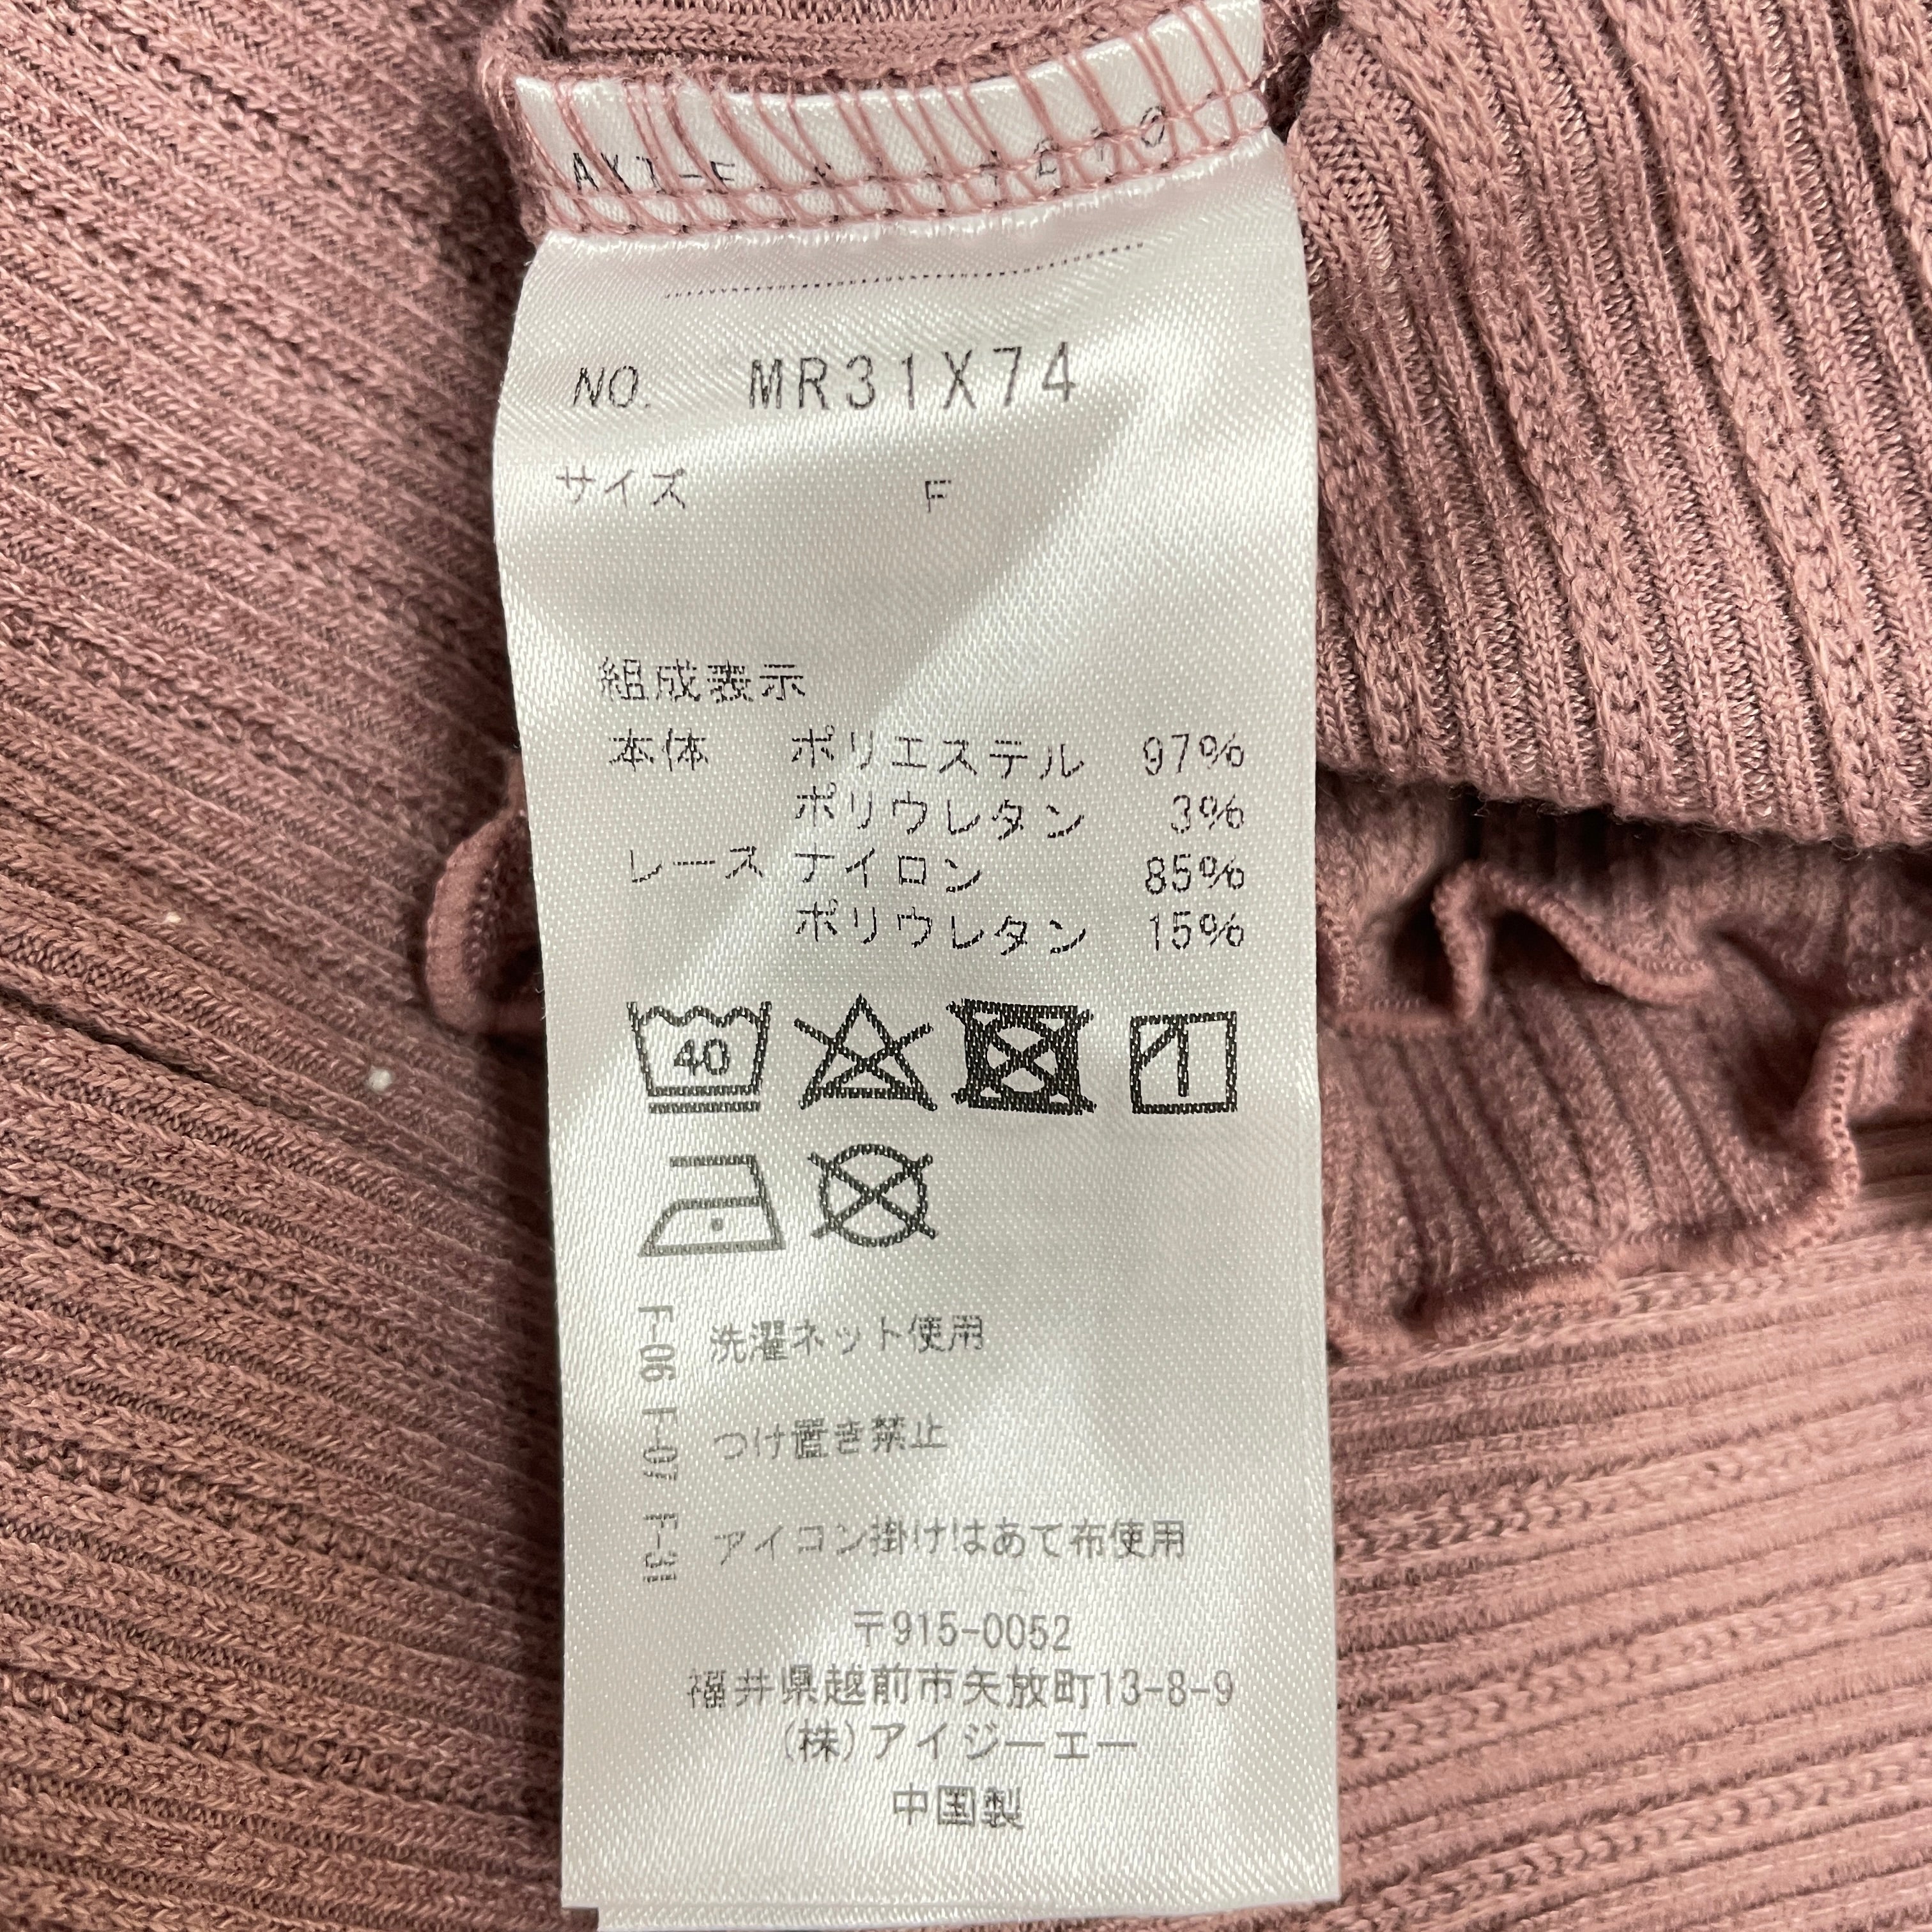 NO. MR31X74
サイズ F
組成表示
本体 ポリエステル 97%
ポリウレタン 3%
レース ナイロン 85%
ポリウレタン 15%
40
F-06 洗濯ネット使用
F-07 つけ置き禁止
F-31 アイロン掛けはあて布使用
〒915-0052
福井県越前市矢放町13-8-9
(株)アイジーエー
中国製